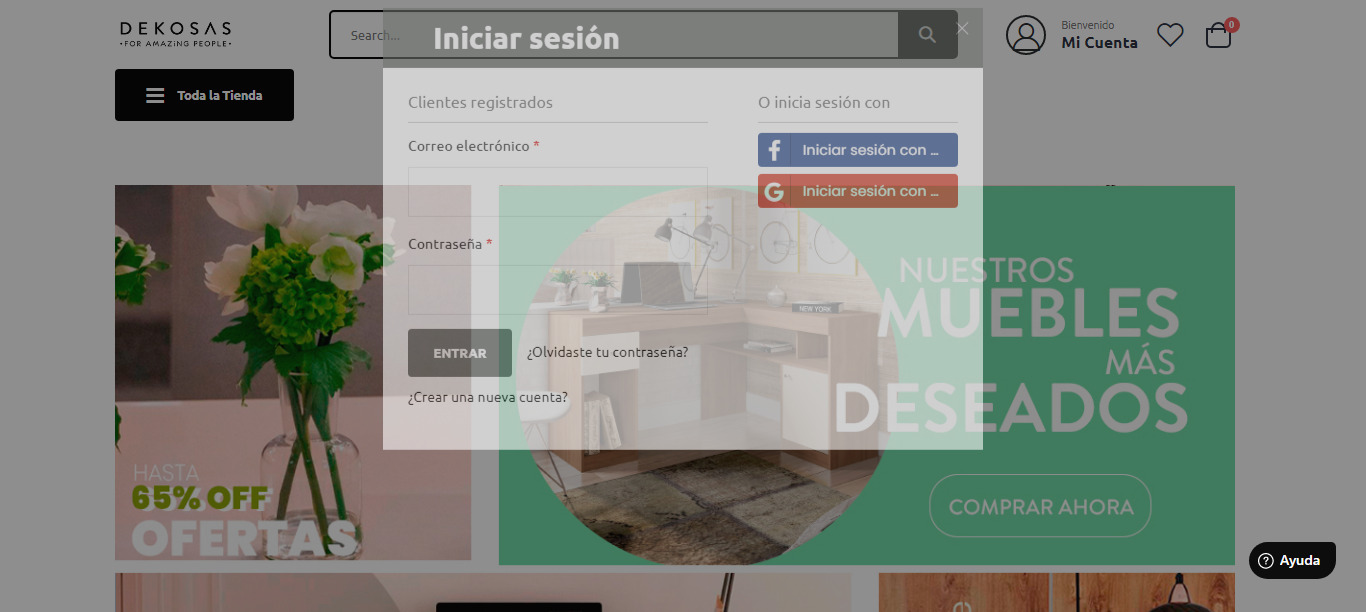 DEKOSAS
•FOR AMAZING PEOPLE•
Search...
Bienvenido
Mi Cuenta
0
Toda la Tienda
Iniciar sesión
Clientes registrados
Correo electrónico *
Contraseña *
ENTRAR
¿Olvidaste tu contraseña?
¿Crear una nueva cuenta?
O inicia sesión con
Iniciar sesión con ...
Iniciar sesión con ...
HASTA
65% OFF
OFERTAS
NEW YORK
NUESTROS
MUEBLES
MÁS
DESEADOS
COMPRAR AHORA
Ayuda